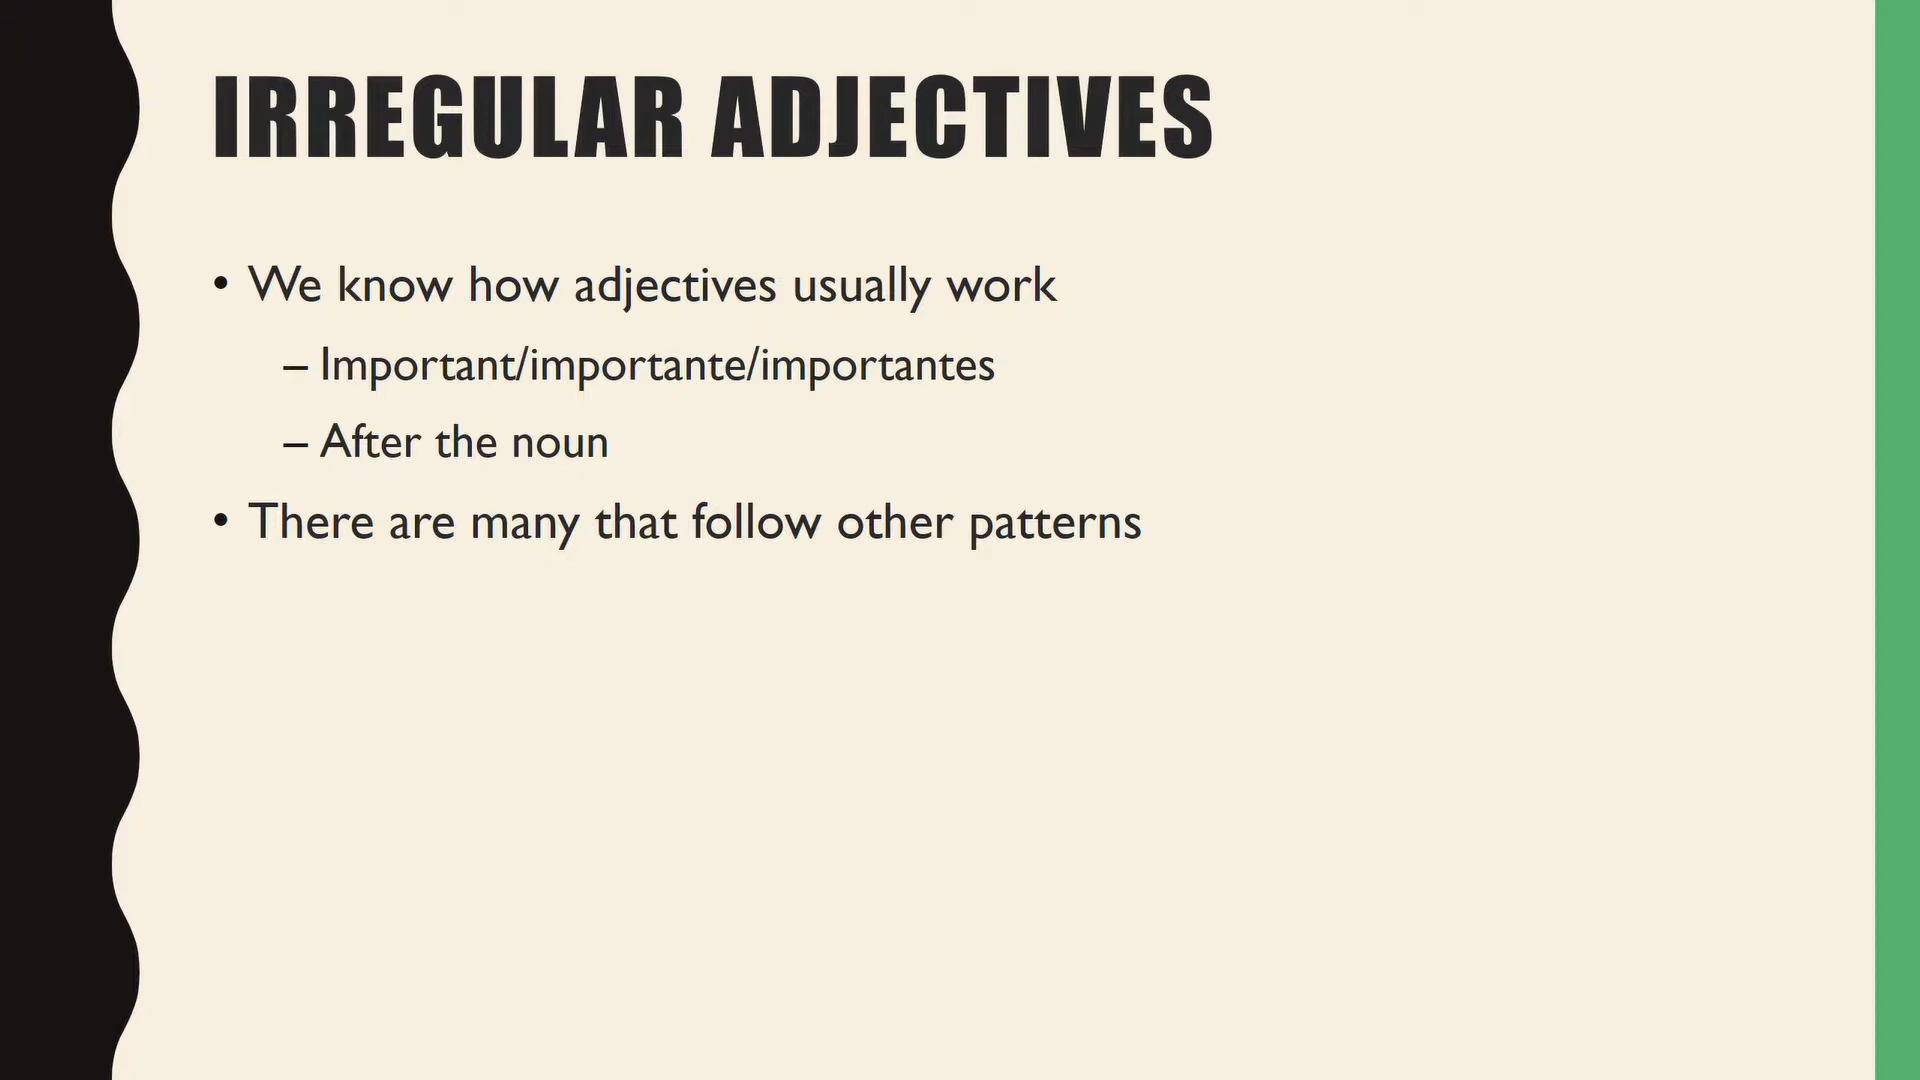 IRREGULAR ADJECTIVES
• We know how adjectives usually work
– Important/importante/importantes
– After the noun
• There are many that follow other patterns